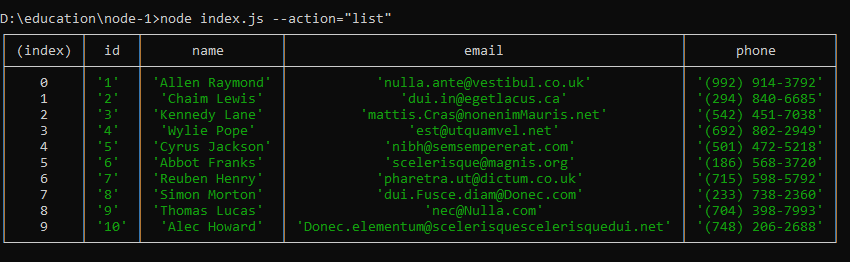 D:\education\node-1>node index.js --action="list"
(index) id name email phone
0 '1' 'Allen Raymond' 'nulla.ante@vestibul.co.uk' '(992) 914-3792'
1 '2' 'Chaim Lewis' 'dui.in@egetlacus.ca' '(294) 840-6685'
2 '3' 'Kennedy Lane' 'mattis.Cras@nonenimMauris.net' '(542) 451-7038'
3 '4' 'Wylie Pope' 'est@utquamvel.net' '(692) 802-2949'
4 '5' 'Cyrus Jackson' 'nibh@semsempererat.com' '(501) 472-5218'
5 '6' 'Abbot Franks' 'scelerisque@magnis.org' '(186) 568-3720'
6 '7' 'Reuben Henry' 'pharetra.ut@dictum.co.uk' '(715) 598-5792'
7 '8' 'Simon Morton' 'dui.Fusce.diam@Donec.com' '(233) 738-2360'
8 '9' 'Thomas Lucas' 'nec@Nulla.com' '(704) 398-7993'
9 '10' 'Alec Howard' 'Donec.elementum@scelerisquescelerisquedui.net' '(748) 206-2688'